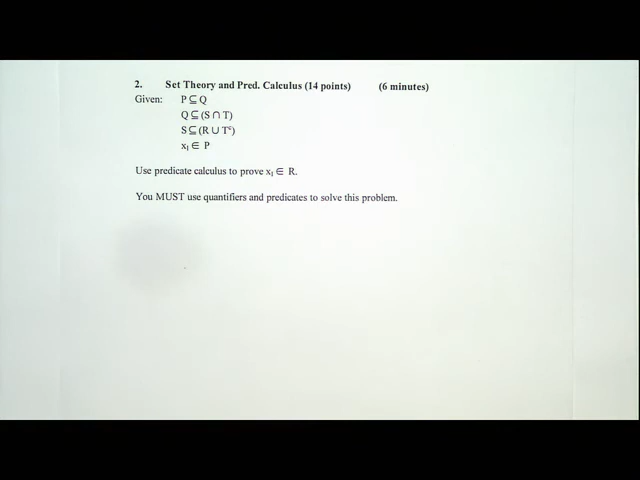 2. Set Theory and Pred. Calculus (14 points) (6 minutes)
Given: P ⊆ Q
Q ⊆ (S ∩ T)
S ⊆ (R ∪ Tᶜ)
x₁ ∈ P
Use predicate calculus to prove x₁ ∈ R.
You MUST use quantifiers and predicates to solve this problem.